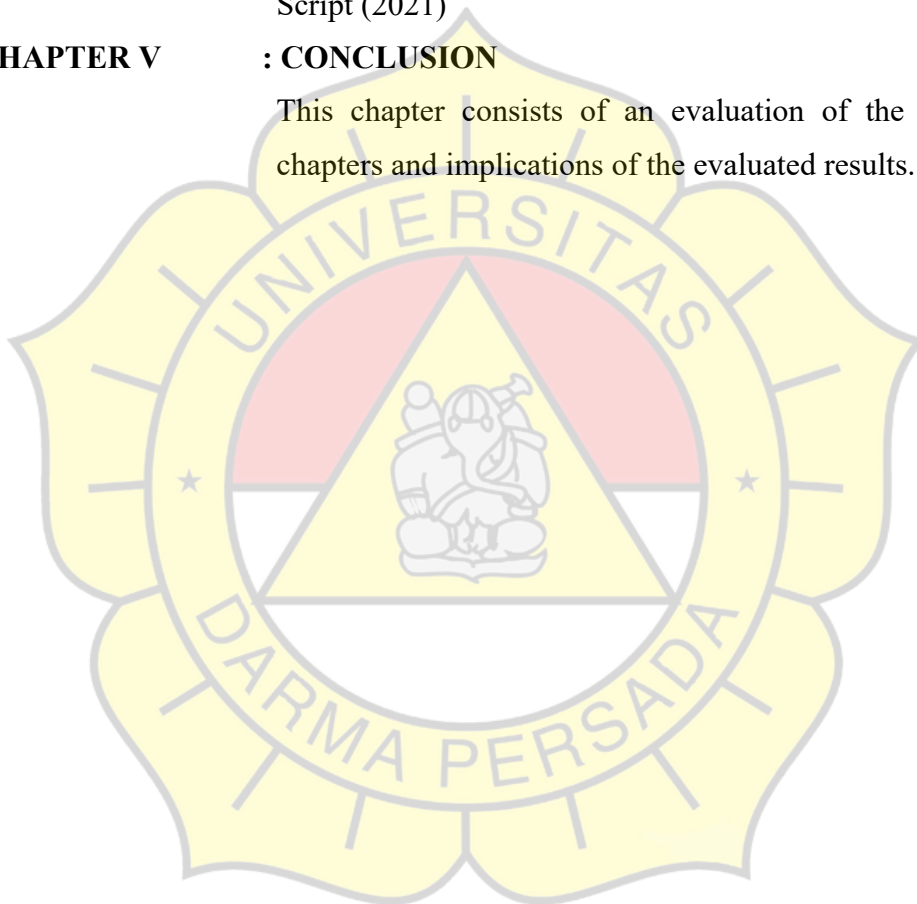 Script (2021)
HAPTER V : CONCLUSION
This chapter consists of an evaluation of the
chapters and implications of the evaluated results.
UNIVERSITAS
DARMA PERSADA